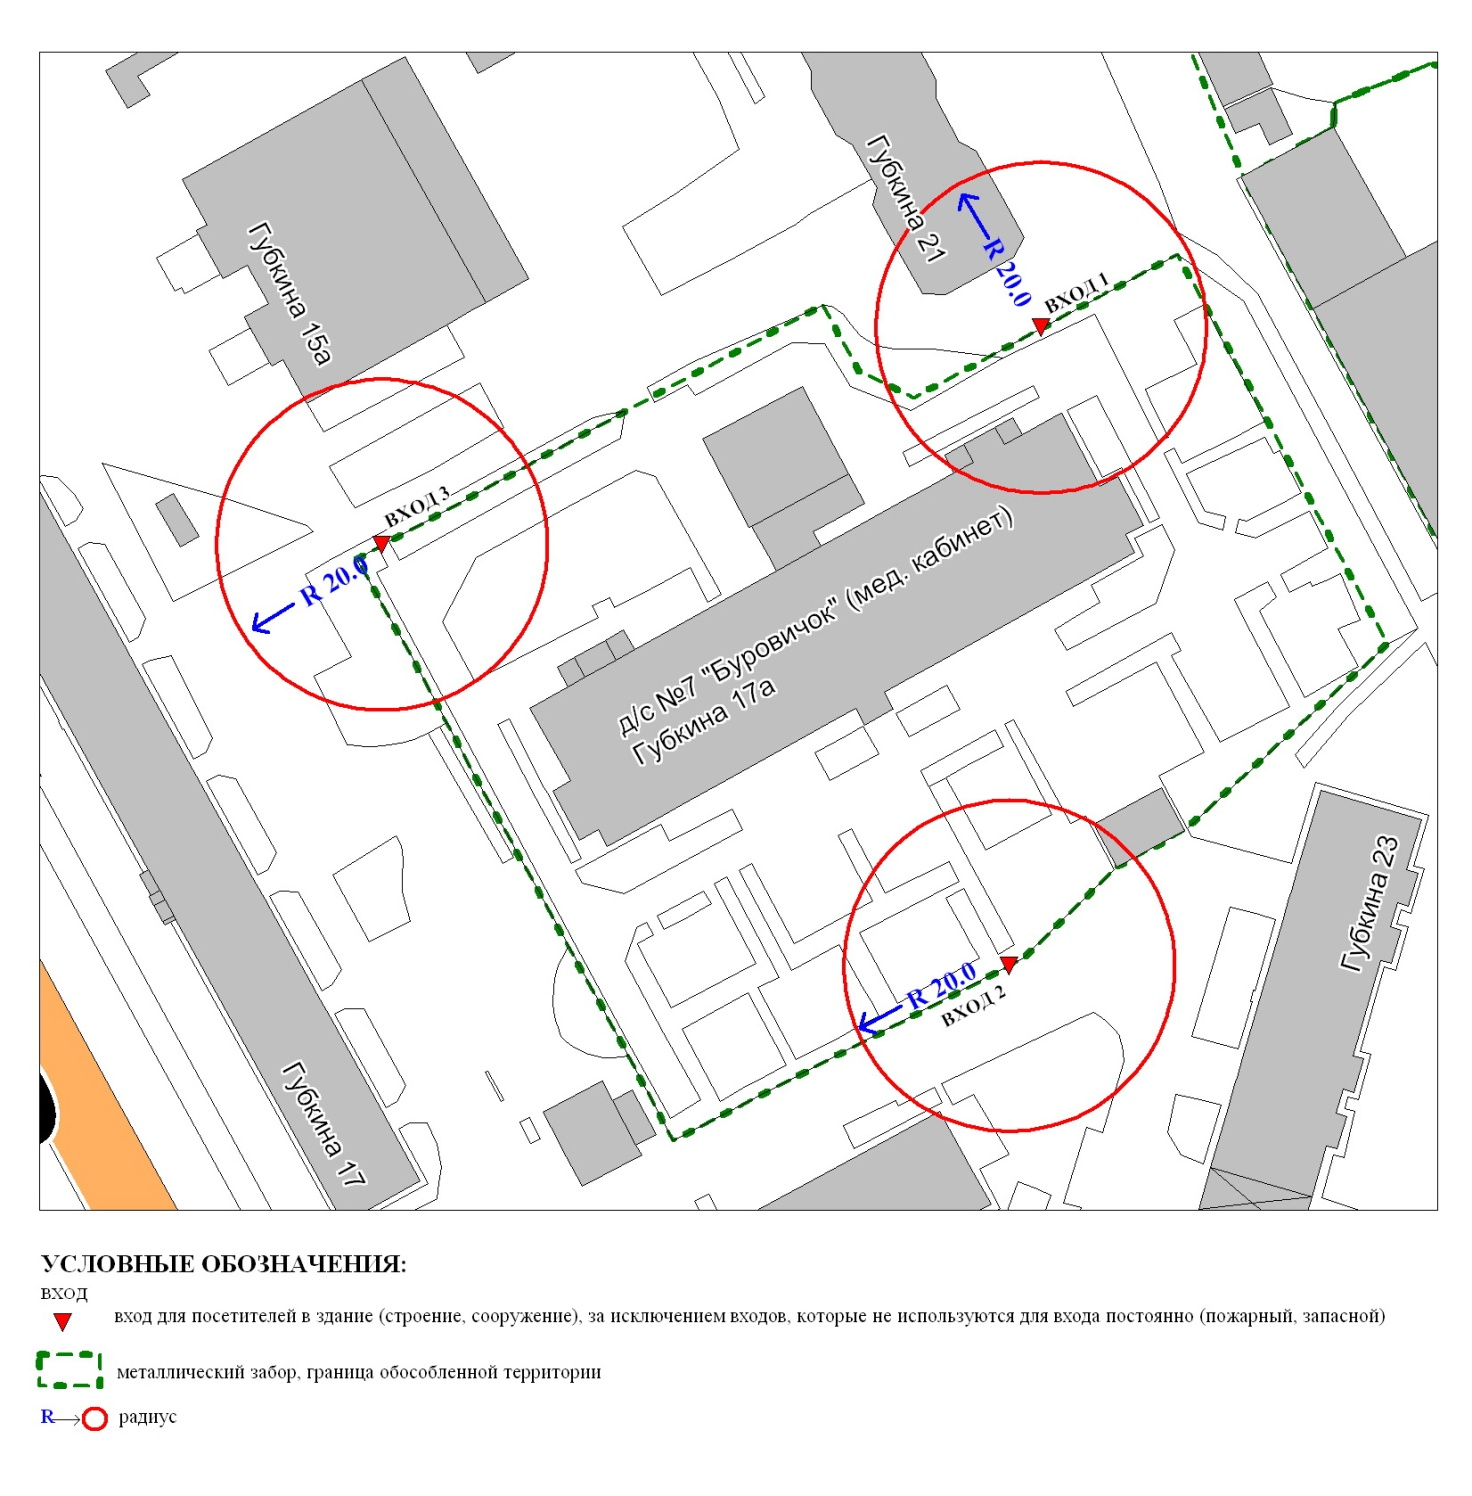 Губкина 21
Губкина 15а
R 20.0
ВХОД 1
ВХОД 3
R 20.0
д/с №7 "Буровичок" (мед. кабинет)
Губкина 17а
Губкина 23
R 20.0
ВХОД 2
Губкина 17
УСЛОВНЫЕ ОБОЗНАЧЕНИЯ:
ВХОД
вход для посетителей в здание (строение, сооружение), за исключением входов, которые не используются для входа постоянно (пожарный, запасной)
металлический забор, граница обособленной территории
R радиус